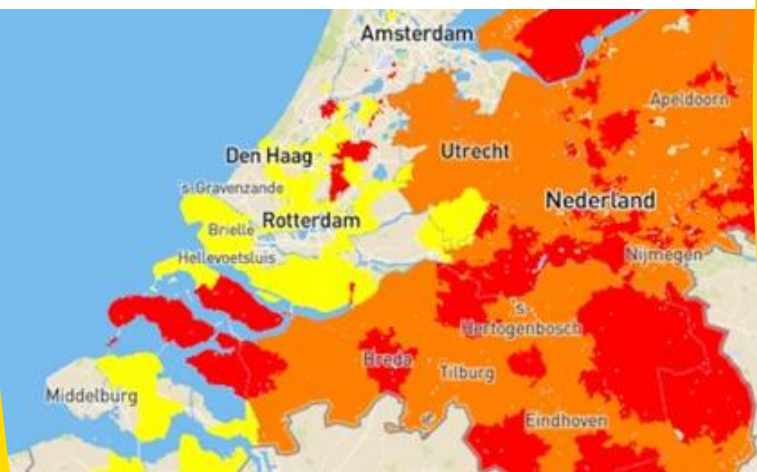 Amsterdam
Apeldoorn
Den Haag
Utrecht
's-Gravenzande
Nederland
Rotterdam
Brielle
Hellevoetsluis
Nijmegen
's-
Hertogenbosch
Breda
Tilburg
Middelburg
Eindhoven